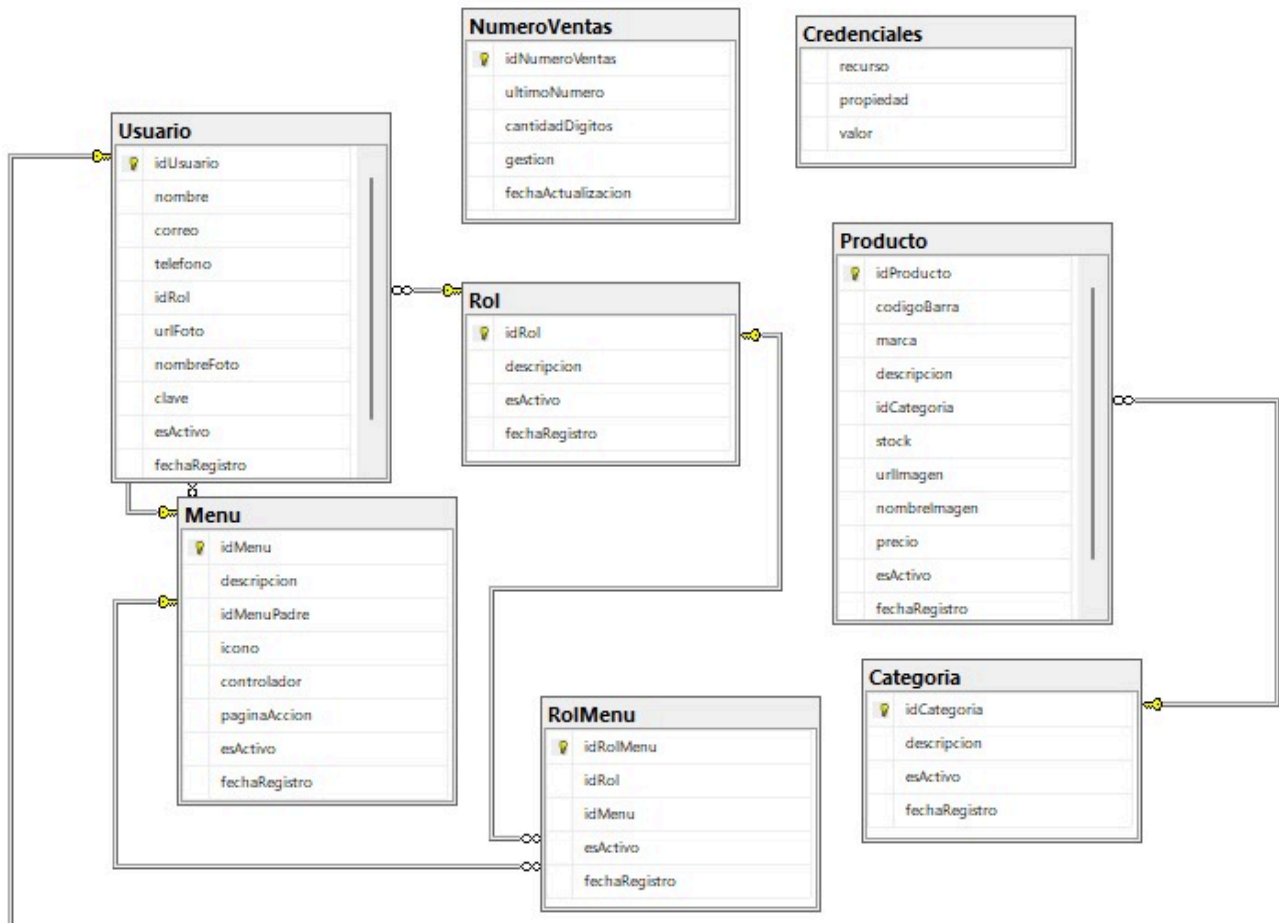 NumeroVentas
idNumeroVentas
ultimoNumero
cantidadDigitos
gestion
fechaActualizacion
Credenciales
recurso
propiedad
valor
Usuario
idUsuario
nombre
correo
telefono
idRol
urlFoto
nombreFoto
clave
esActivo
fechaRegistro
Rol
idRol
descripcion
esActivo
fechaRegistro
Producto
idProducto
codigoBarra
marca
descripcion
idCategoria
stock
urlImagen
nombreImagen
precio
esActivo
fechaRegistro
Menu
idMenu
descripcion
idMenuPadre
icono
controlador
paginaAccion
esActivo
fechaRegistro
RolMenu
idRolMenu
idRol
idMenu
esActivo
fechaRegistro
Categoria
idCategoria
descripcion
esActivo
fechaRegistro